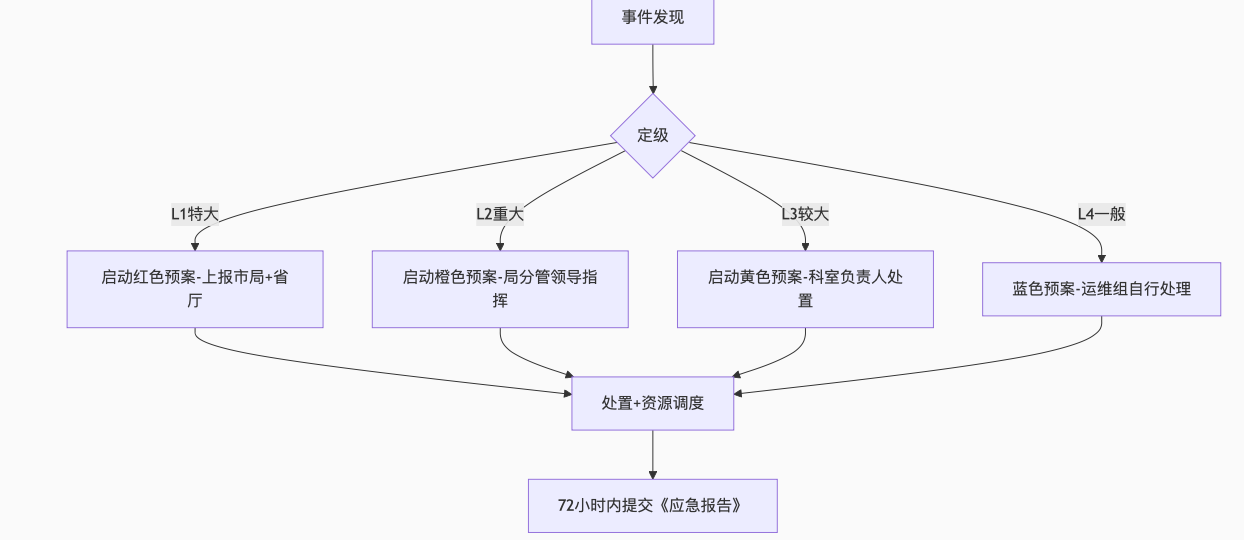 事件发现
定级
L1特大
L2重大
L3较大
L4一般
启动红色预案-上报市局+省
厅
启动橙色预案-局分管领导指
挥
启动黄色预案-科室负责人处
置
蓝色预案-运维组自行处理
处置+资源调度
72小时内提交《应急报告》